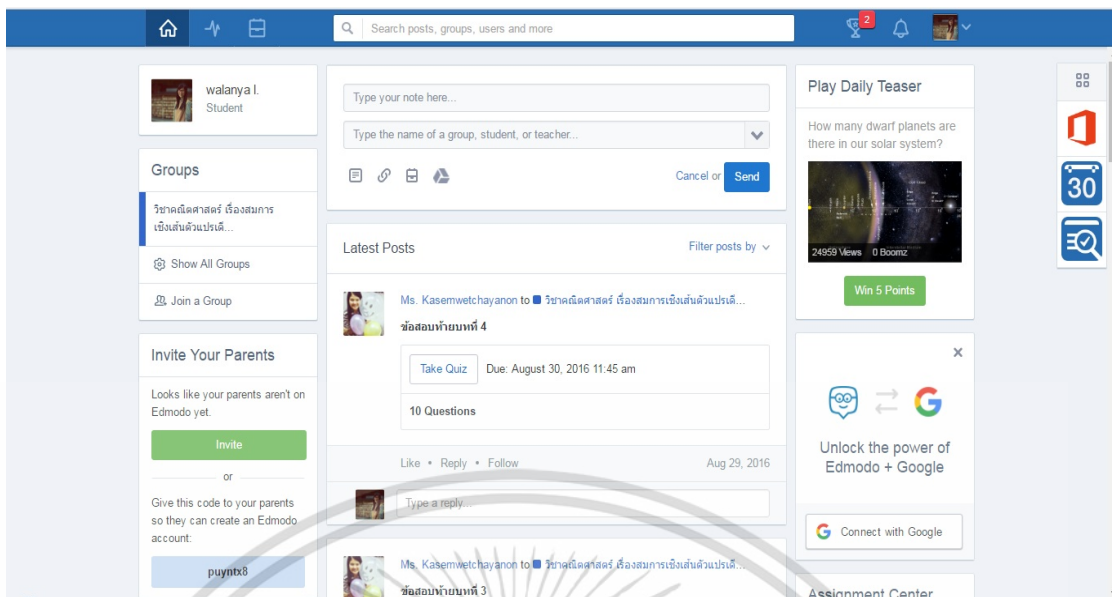 Search posts, groups, users and more
2
walanya l.
Student
Groups
วิชาคณิตศาสตร์ เรื่องสมการ
เชิงเส้นตัวแปรเดี...
Show All Groups
Join a Group
Invite Your Parents
Looks like your parents aren't on
Edmodo yet.
Invite
or
Give this code to your parents
so they can create an Edmodo
account:
puyntx8
Type your note here...
Type the name of a group, student, or teacher...
Cancel or Send
Latest Posts
Filter posts by
Ms. Kasemwetchayanon to วิชาคณิตศาสตร์ เรื่องสมการเชิงเส้นตัวแปรเดี...
ข้อสอบท้ายบทที่ 4
Take Quiz Due: August 30, 2016 11:45 am
10 Questions
Like • Reply • Follow Aug 29, 2016
Type a reply...
Ms. Kasemwetchayanon to วิชาคณิตศาสตร์ เรื่องสมการเชิงเส้นตัวแปรเดี...
ข้อสอบท้ายบทที่ 3
Play Daily Teaser
How many dwarf planets are
there in our solar system?
24959 Views 0 Boomz
Win 5 Points
Unlock the power of
Edmodo + Google
Connect with Google
Assignment Center
30